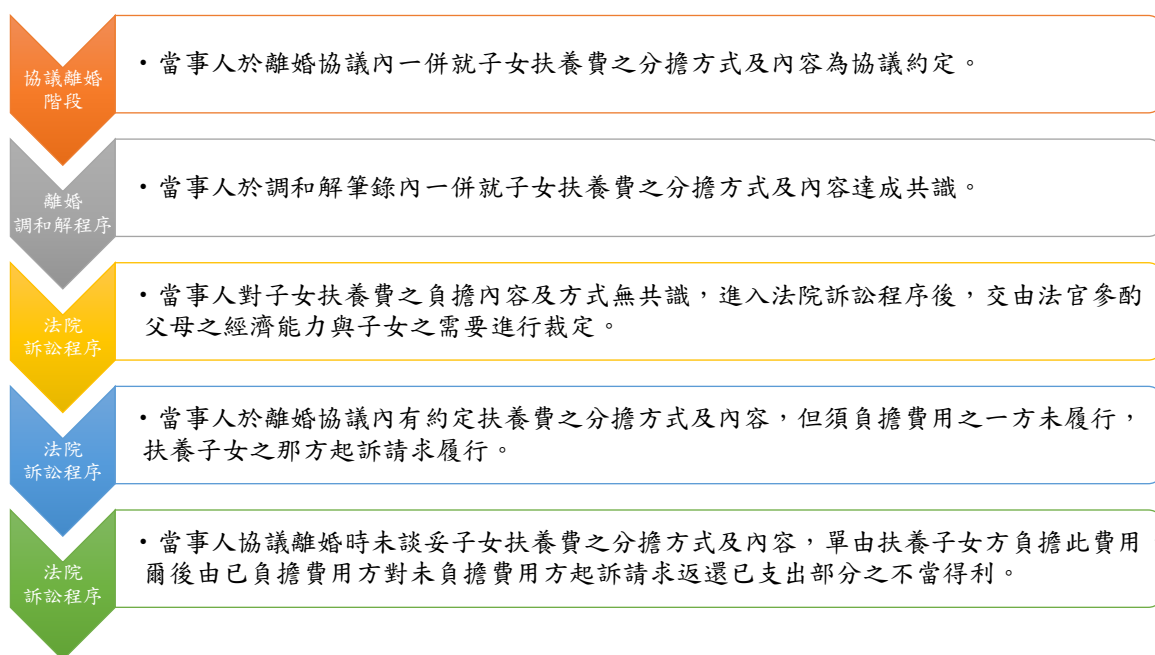 協議離婚
階段
・當事人於離婚協議內一併就子女扶養費之分擔方式及內容為協議約定。
離婚
調和解程序
・當事人於調和解筆錄內一併就子女扶養費之分擔方式及內容達成共識。
法院
訴訟程序
・當事人對子女扶養費之負擔內容及方式無共識，進入法院訴訟程序後，交由法官參酌
父母之經濟能力與子女之需要進行裁定。
法院
訴訟程序
・當事人於離婚協議內有約定扶養費之分擔方式及內容，但須負擔費用之一方未履行，
扶養子女之那方起訴請求履行。
法院
訴訟程序
・當事人協議離婚時未談妥子女扶養費之分擔方式及內容，單由扶養子女方負擔此費用
爾後由已負擔費用方對未負擔費用方起訴請求返還已支出部分之不當得利。